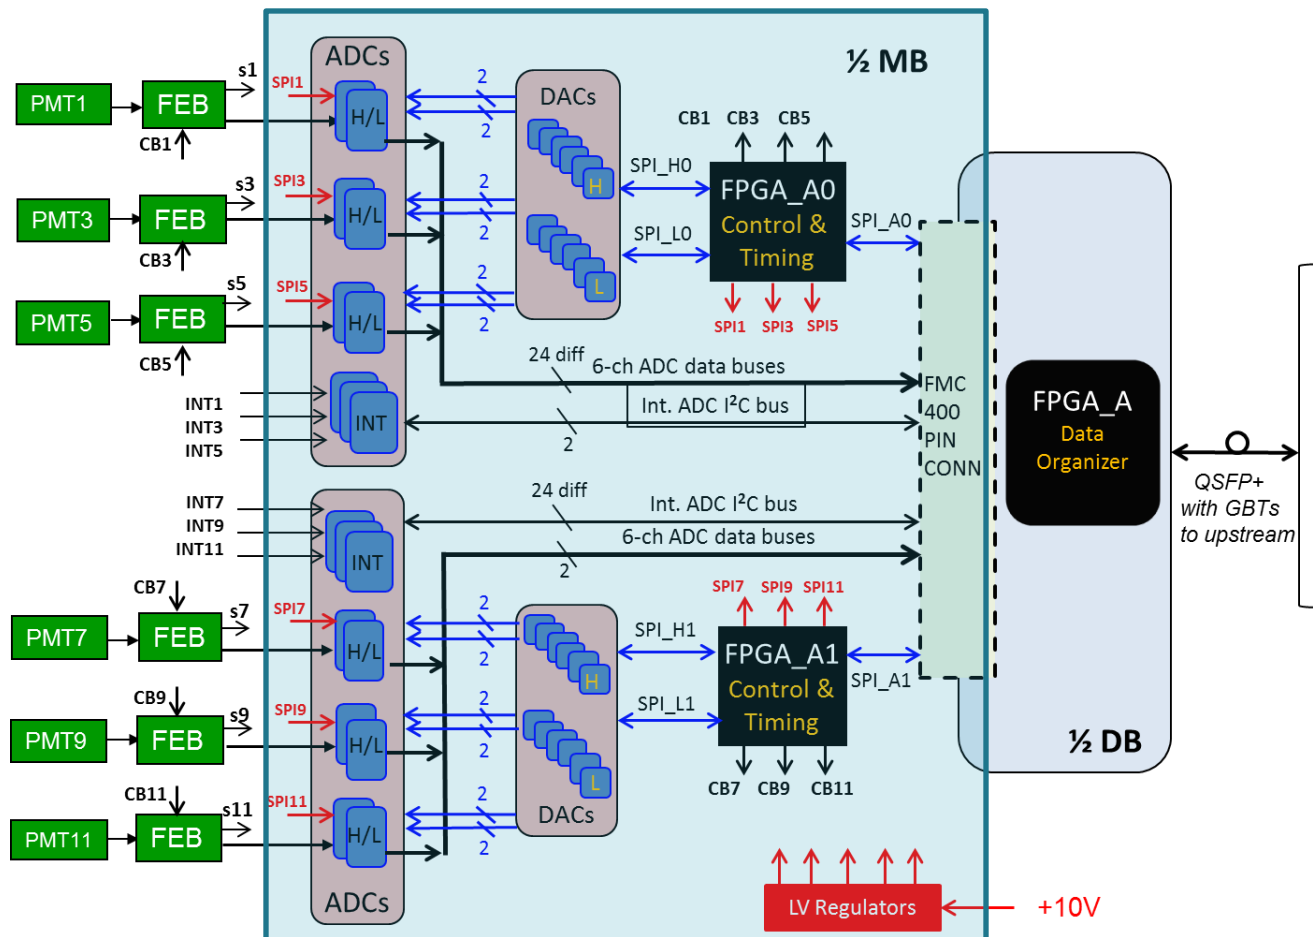 ADCs
½ MB
s1
SPI1
2
PMT1
FEB
H/L
DACs
2
CB1 CB3 CB5
CB1
SPI_H0
H
FPGA_A0
Control &
Timing
SPI_A0
s3
SPI3
2
PMT3
FEB
H/L
2
CB3
SPI_L0
L
s5
SPI5
2
PMT5
FEB
H/L
2
SPI1 SPI3 SPI5
CB5
24 diff
6-ch ADC data buses
INT1
INT3
INT5
INT
Int. ADC I²C bus
2
FMC
400
PIN
CONN
FPGA_A
Data
Organizer
QSFP+
with GBTs
to upstream
INT7
INT9
INT11
INT
24 diff
Int. ADC I²C bus
6-ch ADC data buses
2
CB7
s7
SPI7
2
PMT7
FEB
H/L
2
SPI7 SPI9 SPI11
SPI_H1
H
FPGA_A1
Control &
Timing
SPI_A1
CB9
s9
SPI9
2
PMT9
FEB
H/L
2
SPI_L1
L
½ DB
CB7 CB9 CB11
CB11
s11
SPI11
2
PMT11
FEB
H/L
2
DACs
ADCs
LV Regulators
+10V